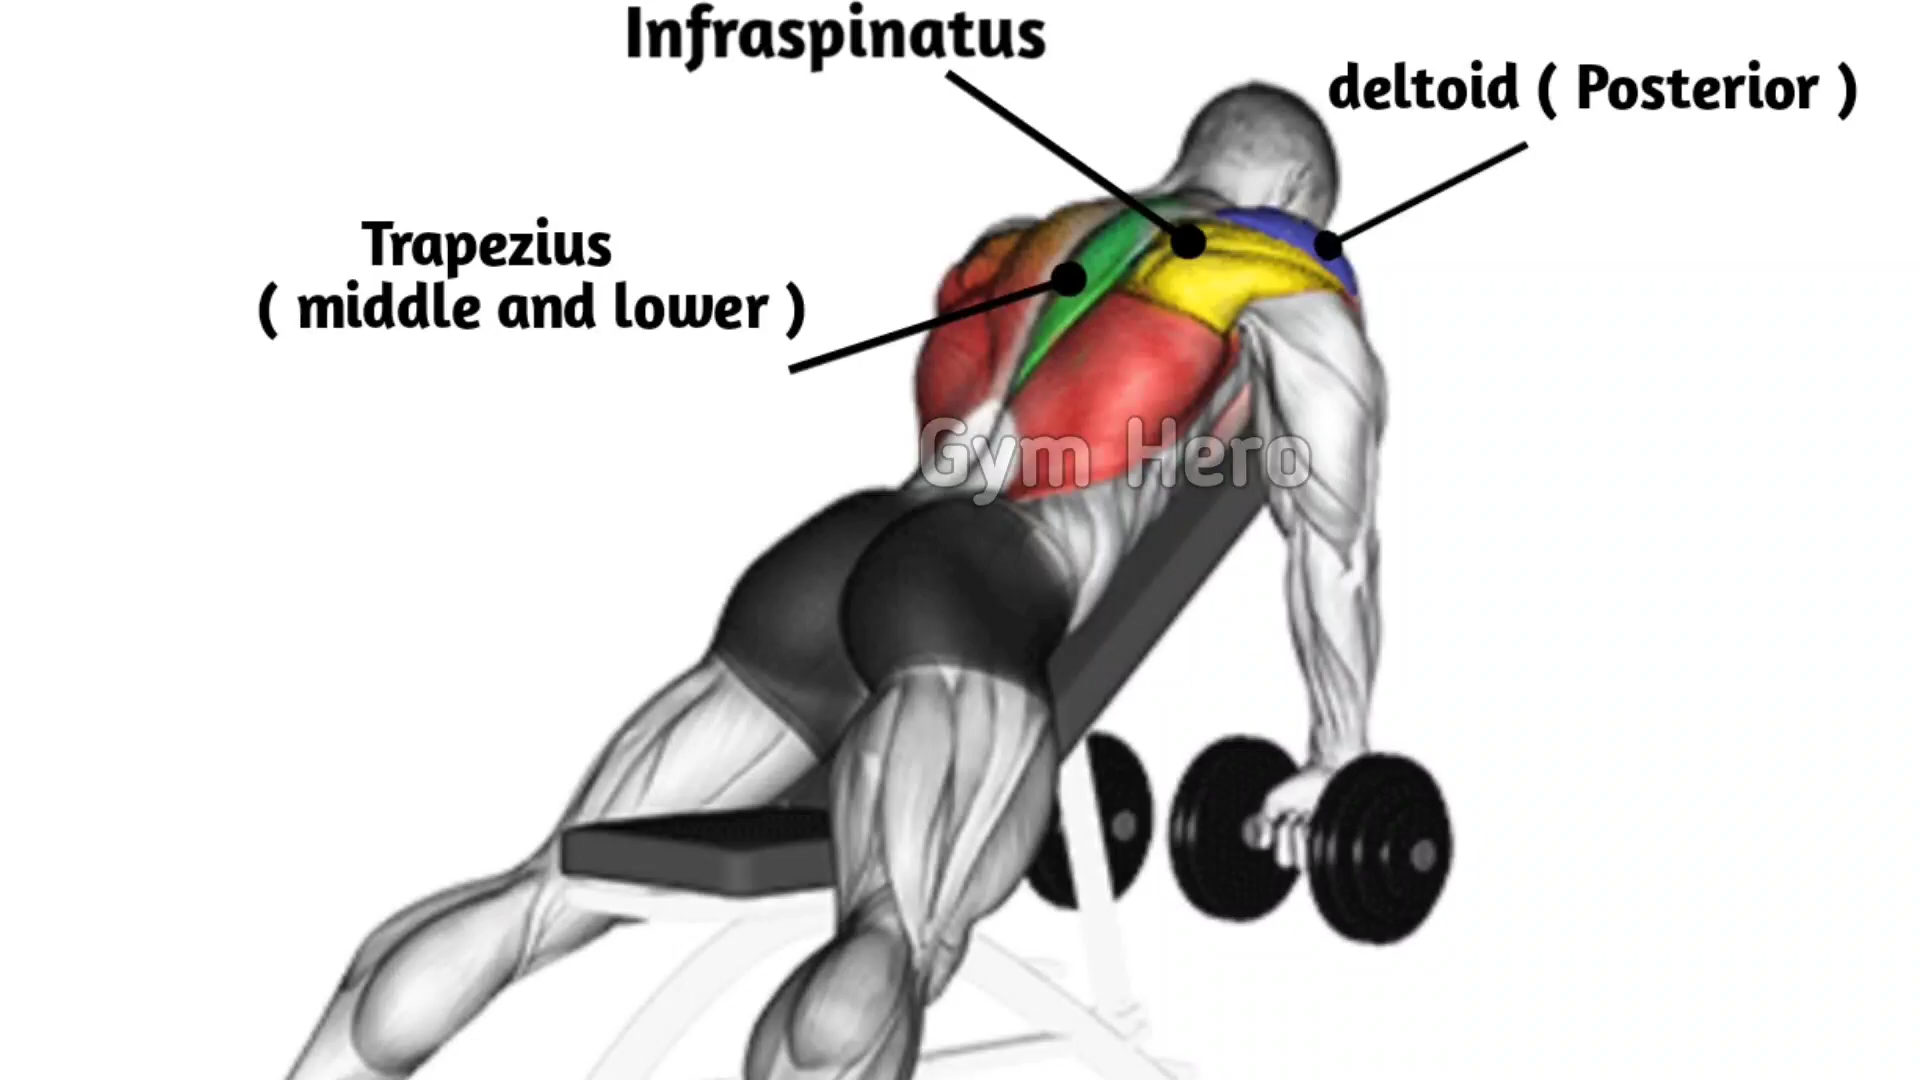 Infraspinatus
deltoid ( Posterior )
Trapezius
( middle and lower )
Gym Hero